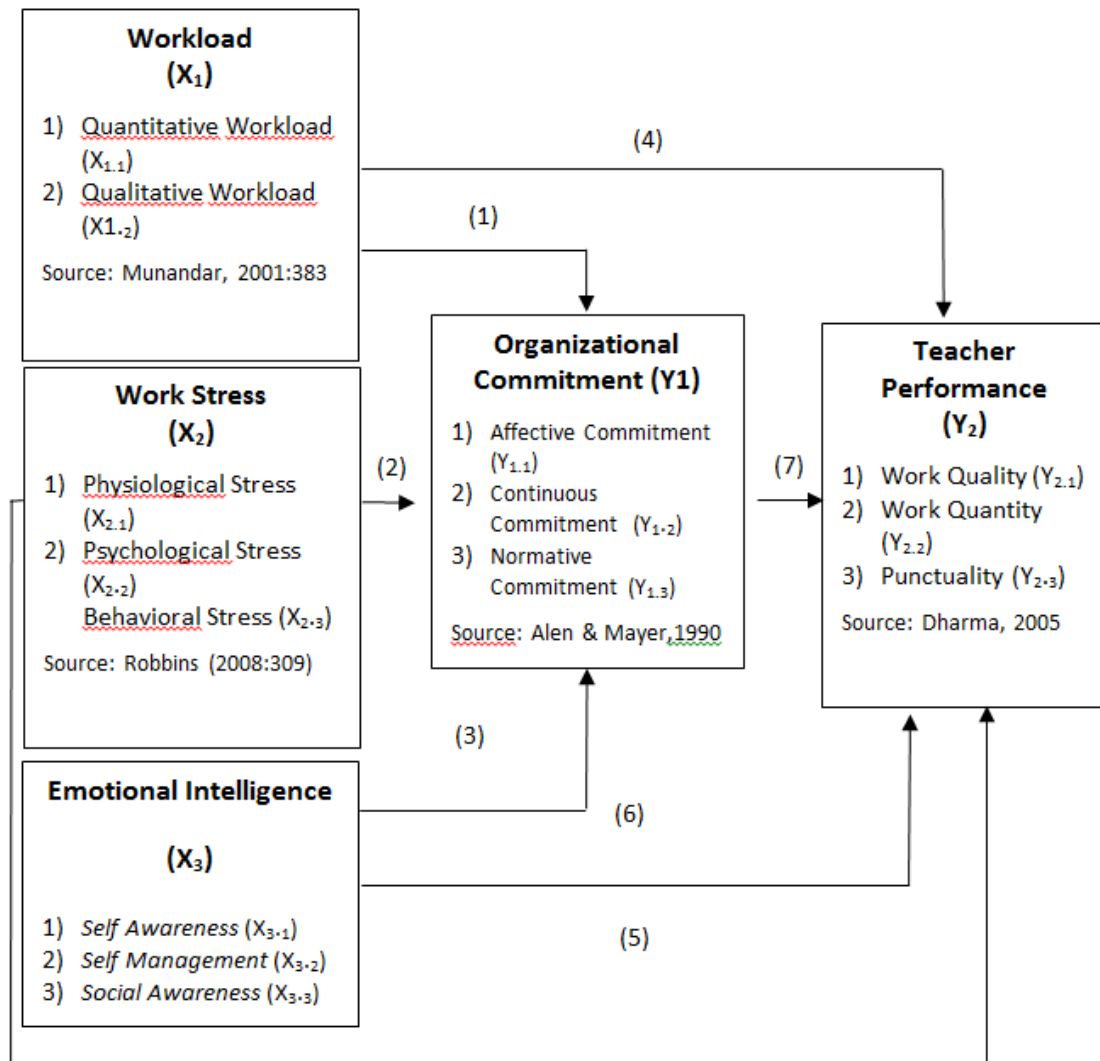 Workload
(X₁)
1) Quantitative Workload
(X₁.₁)
2) Qualitative Workload
(X1.₂)
Source: Munandar, 2001:383
(4)
(1)
Work Stress
(X₂)
1) Physiological Stress
(X₂.₁)
2) Psychological Stress
(X₂.₂)
Behavioral Stress (X₂.₃)
Source: Robbins (2008:309)
(2)
Organizational
Commitment (Y1)
1) Affective Commitment
(Y₁.₁)
2) Continuous
Commitment (Y₁.₂)
3) Normative
Commitment (Y₁.₃)
Source: Alen & Mayer,1990
(7)
Teacher
Performance
(Y₂)
1) Work Quality (Y₂.₁)
2) Work Quantity
(Y₂.₂)
3) Punctuality (Y₂.₃)
Source: Dharma, 2005
(3)
Emotional Intelligence
(X₃)
1) Self Awareness (X₃.₁)
2) Self Management (X₃.₂)
3) Social Awareness (X₃.₃)
(6)
(5)